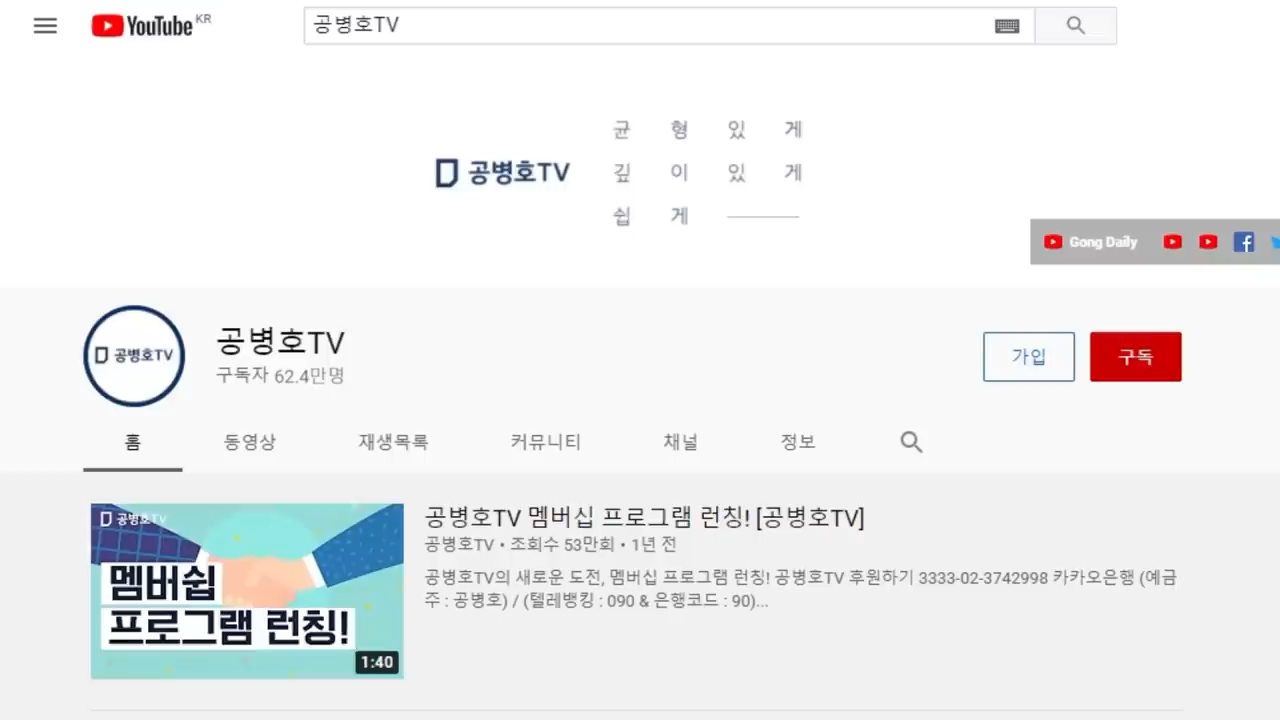 YouTube KR
공병호TV
균 형 있 게
공병호TV
깊 이 있 게
쉽 게
Gong Daily
공병호TV
공병호TV
구독자 62.4만명
가입
구독
홈
동영상
재생목록
커뮤니티
채널
정보
공병호TV
멤버쉽
프로그램 런칭!
1:40
공병호TV 멤버십 프로그램 런칭! [공병호TV]
공병호TV • 조회수 53만회 • 1년 전
공병호TV의 새로운 도전, 멤버십 프로그램 런칭! 공병호TV 후원하기 3333-02-3742998 카카오은행 (예금
주 : 공병호) / (텔레뱅킹 : 090 & 은행코드 : 90)...